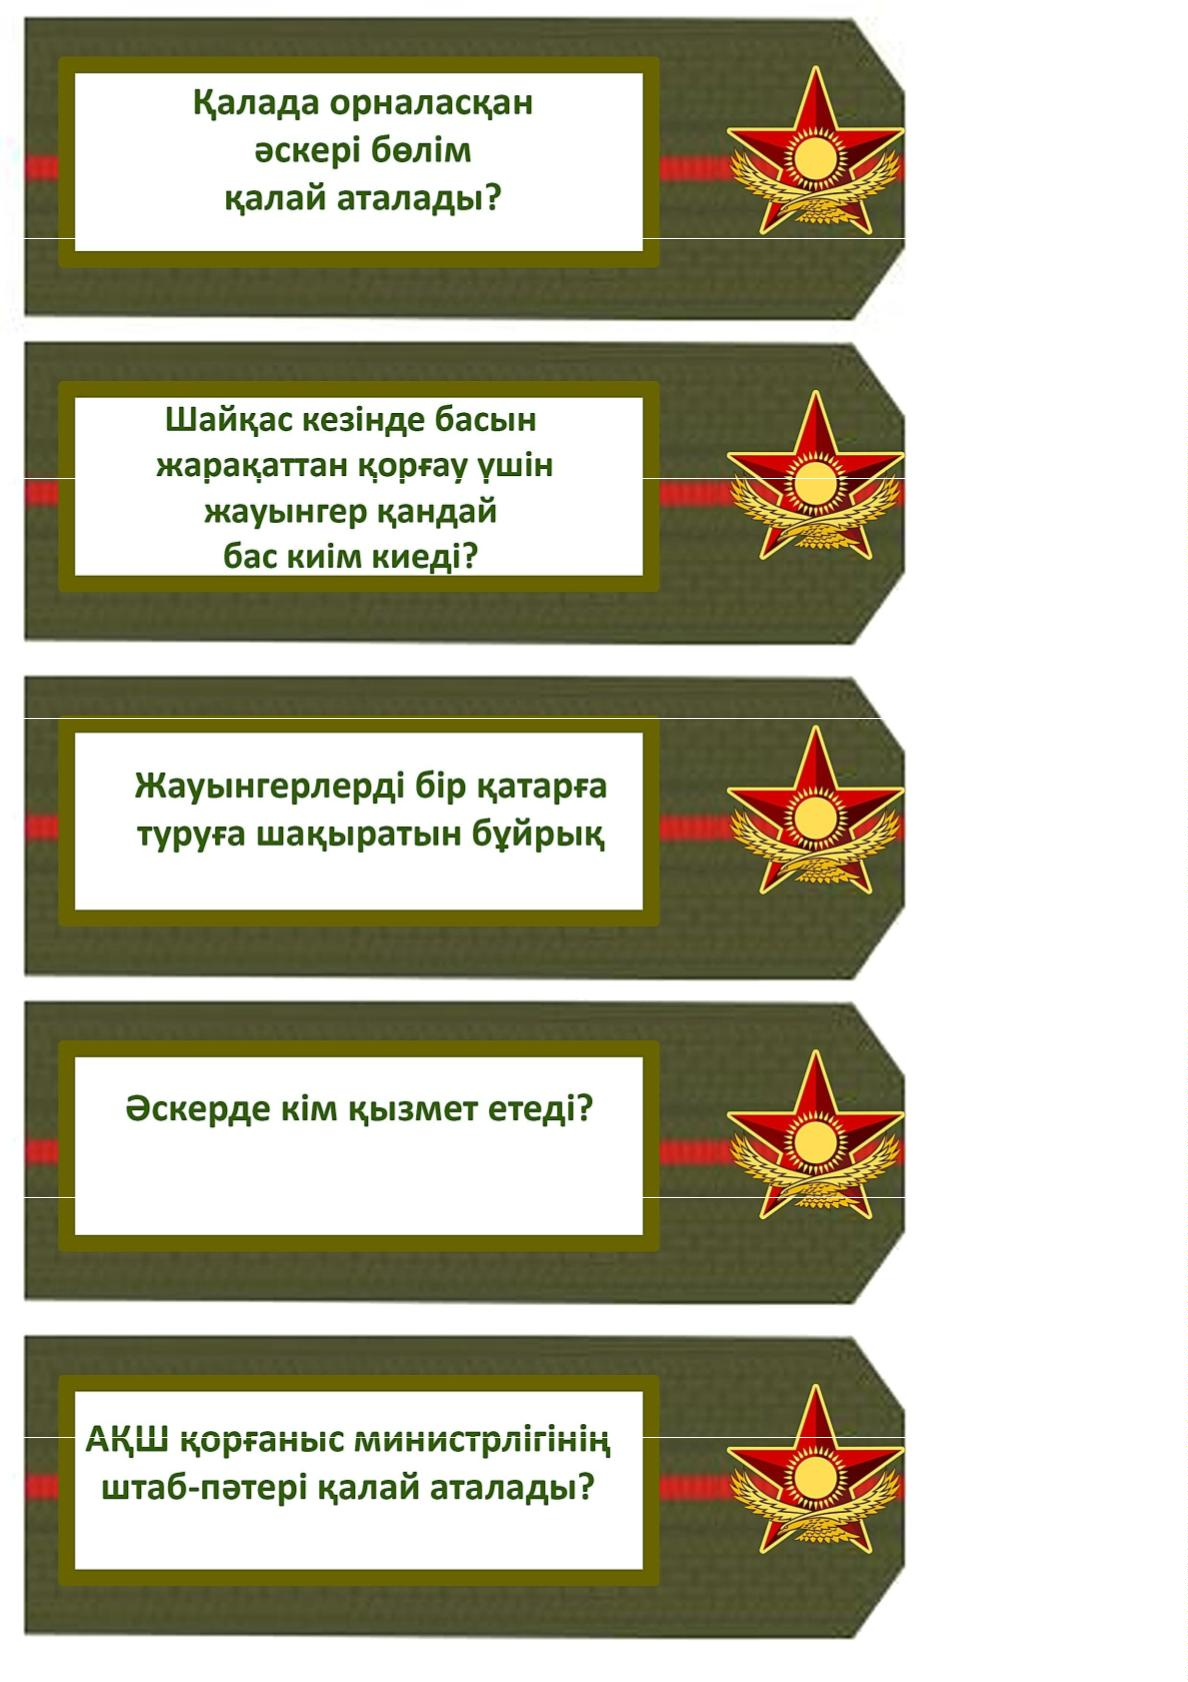 Қалада орналасқан
әскері бөлім
қалай аталады?
Шайқас кезінде басын
жарақаттан қорғау үшін
жауынгер қандай
бас киім киеді?
Жауынгерлерді бір қатарға
туруға шақыратын бұйрық
Әскерде кім қызмет етеді?
АҚШ қорғаныс министрлігінің
штаб-пәтері қалай аталады?